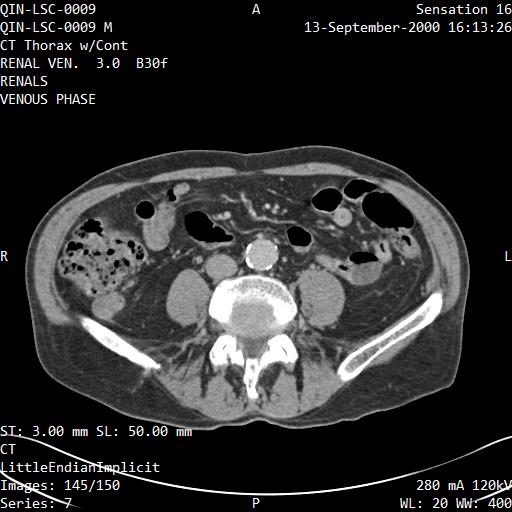 QIN-LSC-0009 A Sensation 16
QIN-LSC-0009 M 13-September-2000 16:13:26
CT Thorax w/Cont
RENAL VEN. 3.0 B30f
RENALS
VENOUS PHASE
R L
ST: 3.00 mm SL: 50.00 mm
CT
LittleEndianImplicit
Images: 145/150 280 mA 120kV
Series: 7 P WL: 20 WW: 400